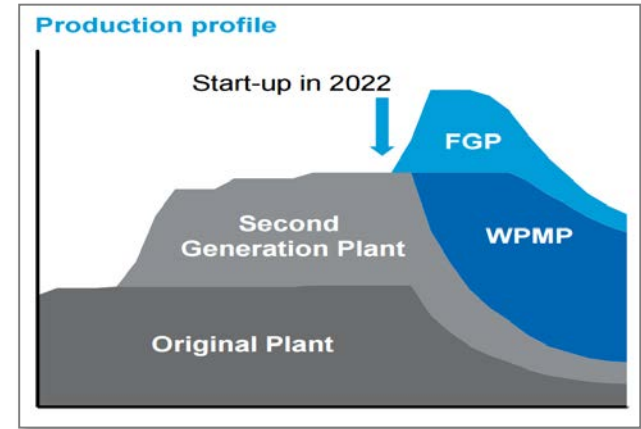 Production profile
Start-up in 2022
FGP
Second
Generation Plant
WPMP
Original Plant